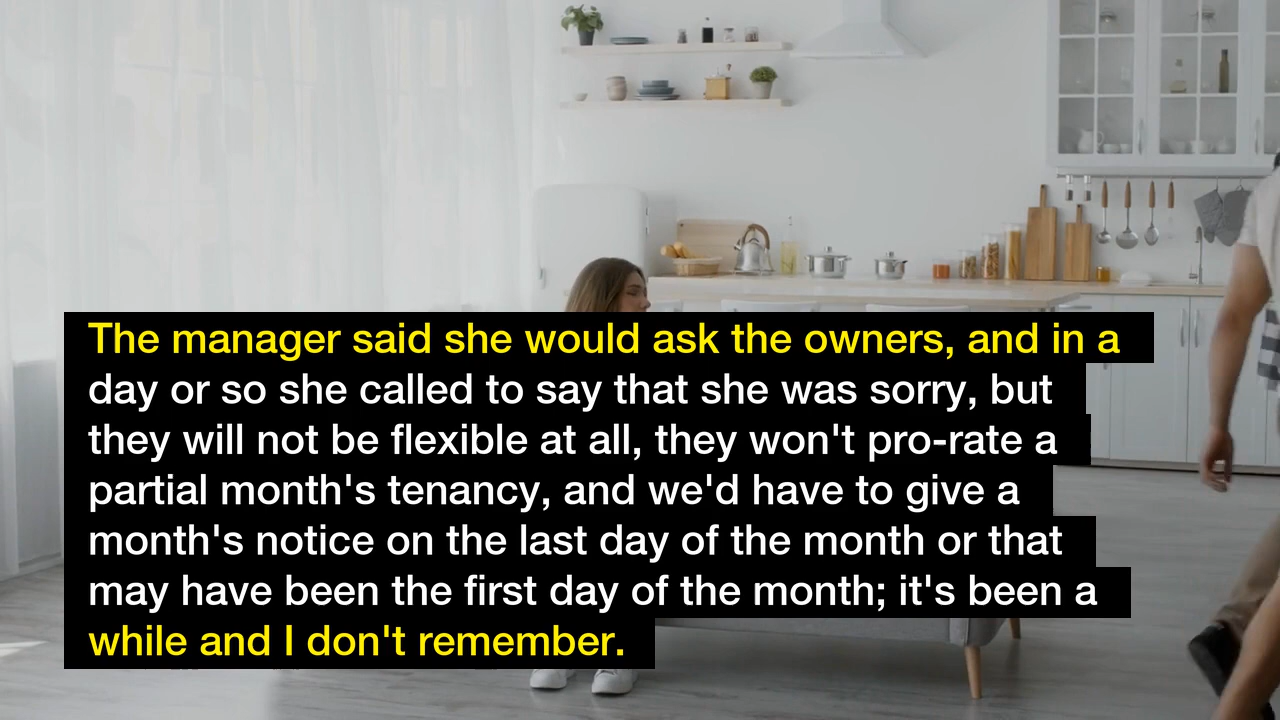 The manager said she would ask the owners, and in a
day or so she called to say that she was sorry, but
they will not be flexible at all, they won't pro-rate a
partial month's tenancy, and we'd have to give a
month's notice on the last day of the month or that
may have been the first day of the month; it's been a
while and I don't remember.